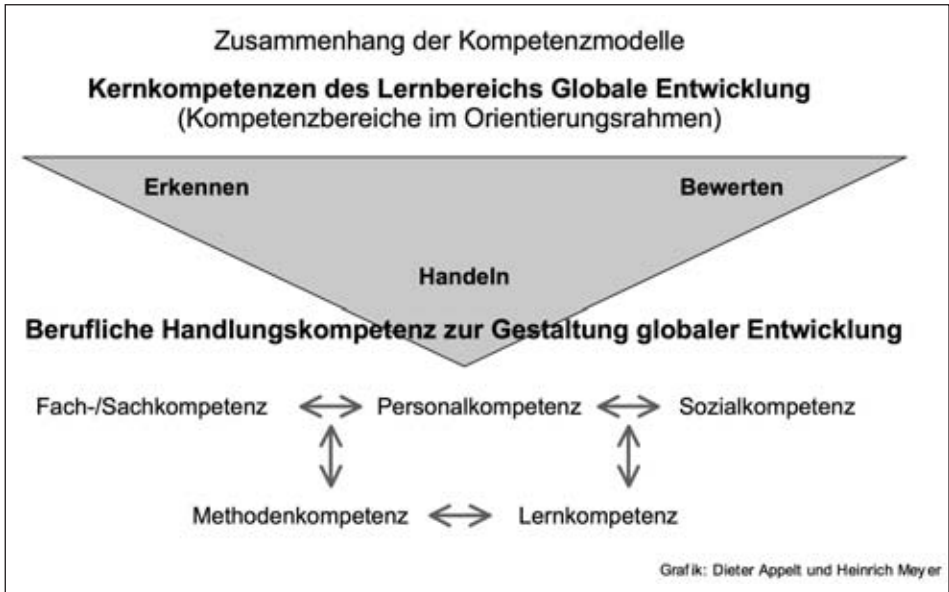 Zusammenhang der Kompetenzmodelle
Kernkompetenzen des Lernbereichs Globale Entwicklung
(Kompetenzbereiche im Orientierungsrahmen)
Erkennen Bewerten
Handeln
Berufliche Handlungskompetenz zur Gestaltung globaler Entwicklung
Fach-/Sachkompetenz Personalkompetenz Sozialkompetenz
Methodenkompetenz Lernkompetenz
Grafik: Dieter Appelt und Heinrich Meyer